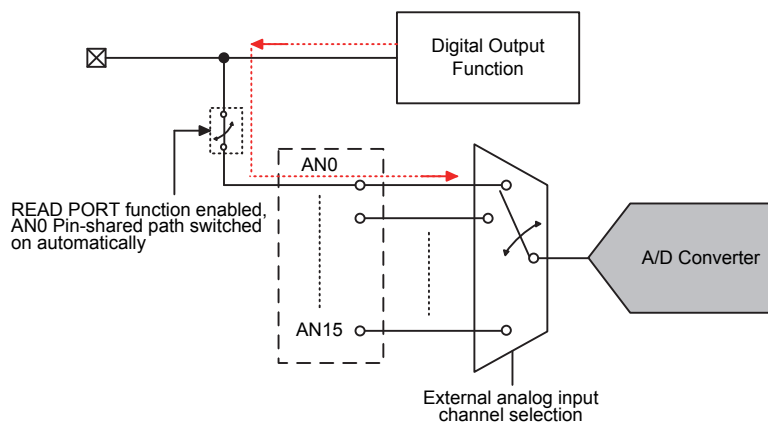 Digital Output
Function
AN0
READ PORT function enabled,
AN0 Pin-shared path switched
on automatically
A/D Converter
AN15
External analog input
channel selection